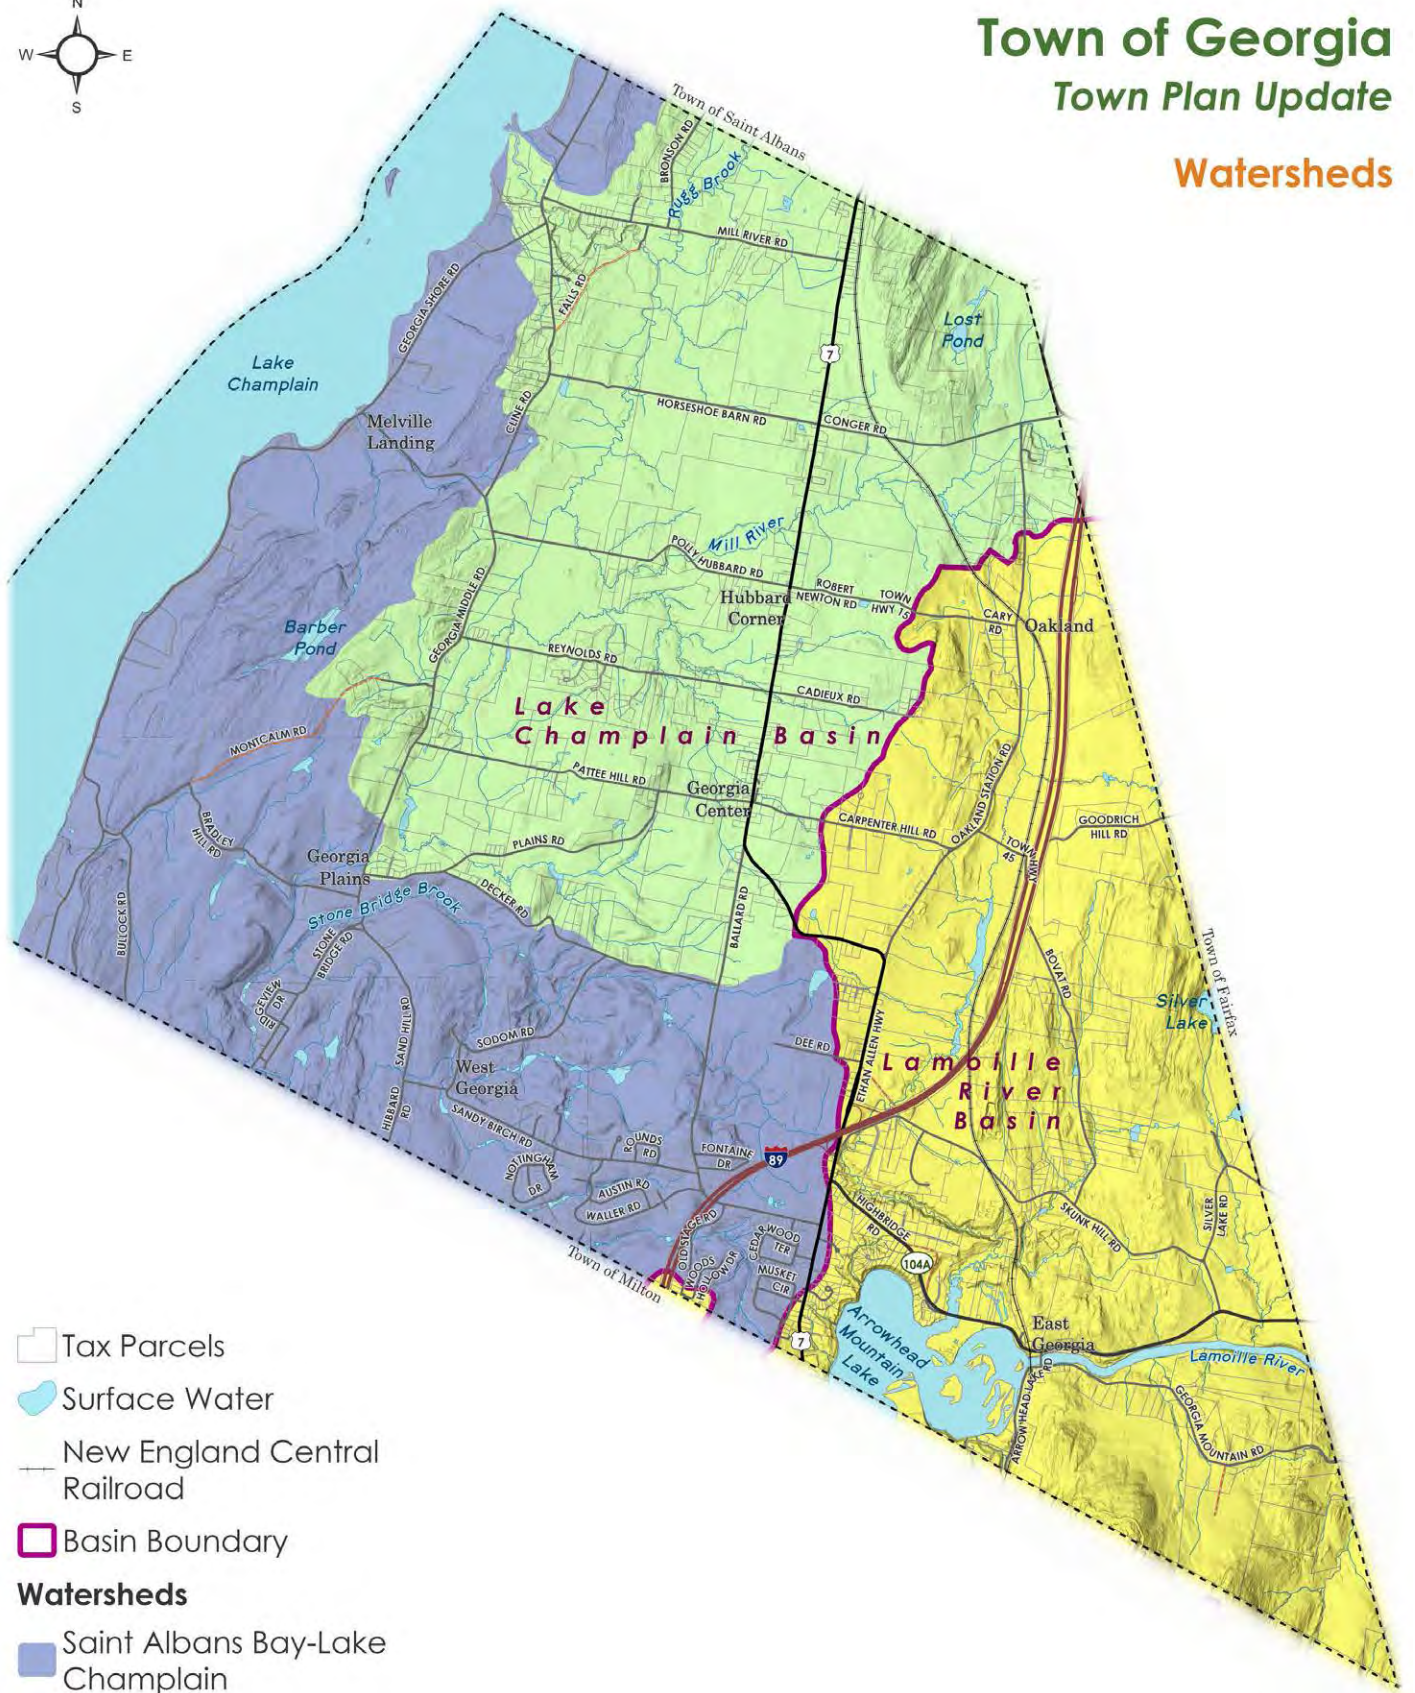 N
W
E
S
Town of Georgia
Town Plan Update
Watersheds
Town of Saint Albans
BRONSON RD
Rugg Brook
MILL RIVER RD
GEORGIA SHORE RD
FALLS RD
7
Lost
Pond
Lake
Champlain
CLINE RD
HORSESHOE BARN RD
CONGER RD
Melville
Landing
Mill River
POLLY HUBBARD RD
ROBERT
NEWTON RD
TOWN
HWY 15
Hubbard
Corner
CARY
RD
Oakland
Barber
Pond
GEORGIA MIDDLE RD
REYNOLDS RD
CADIEUX RD
Lake
Champlain Basin
MONTCALM RD
PATTEE HILL RD
Georgia
Center
OAKLAND STATION RD
CARPENTER HILL RD
GOODRICH
HILL RD
TOWN HWY
45
BRADLEY
HILL RD
PLAINS RD
Georgia
Plains
DECKER RD
Stone Bridge Brook
BULLOCK RD
BALLARD RD
STONE
BRIDGE RD
BOVAT RD
Town of Fairfax
Silver
Lake
RIDGEVIEW
DR
SAND HILL RD
SODOM RD
DEE RD
ETHAN ALLEN HWY
West
Georgia
Lamoille
River
Basin
HIBBARD
RD
SANDY BIRCH RD
ROUNDS
RD
FONTAINE
DR
89
NOTTINGHAM
DR
AUSTIN RD
WALLER RD
OLD STAGE RD
CEDARWOOD
TER
HIGHBRIDGE
RD
SKUNK HILL RD
SILVER
LAKE RD
Town of Milton
WOODS
HOLLOW DR
MUSKET
CIR
104A
7
Arrowhead
Mountain
Lake
East
Georgia
Lamoille River
ARROWHEAD LAKE RD
GEORGIA MOUNTAIN RD
Tax Parcels
Surface Water
New England Central
Railroad
Basin Boundary
Watersheds
Saint Albans Bay-Lake
Champlain